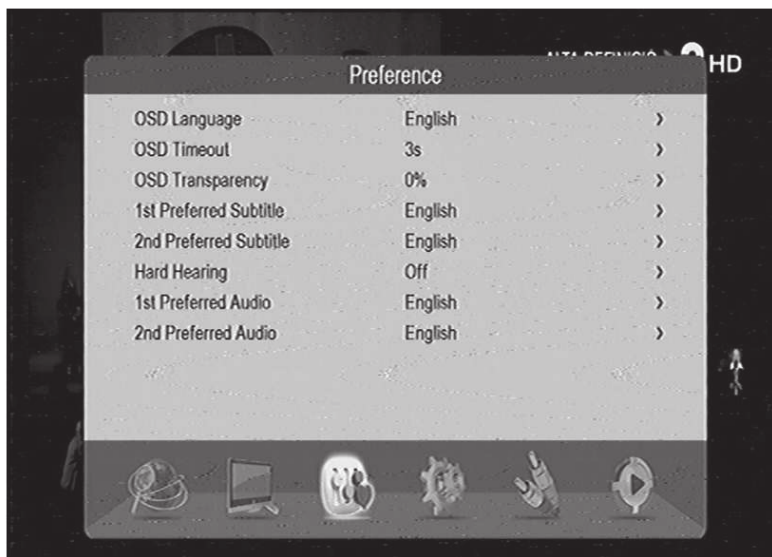 HD
Preference
OSD Language English
OSD Timeout 3s
OSD Transparency 0%
1st Preferred Subtitle English
2nd Preferred Subtitle English
Hard Hearing Off
1st Preferred Audio English
2nd Preferred Audio English